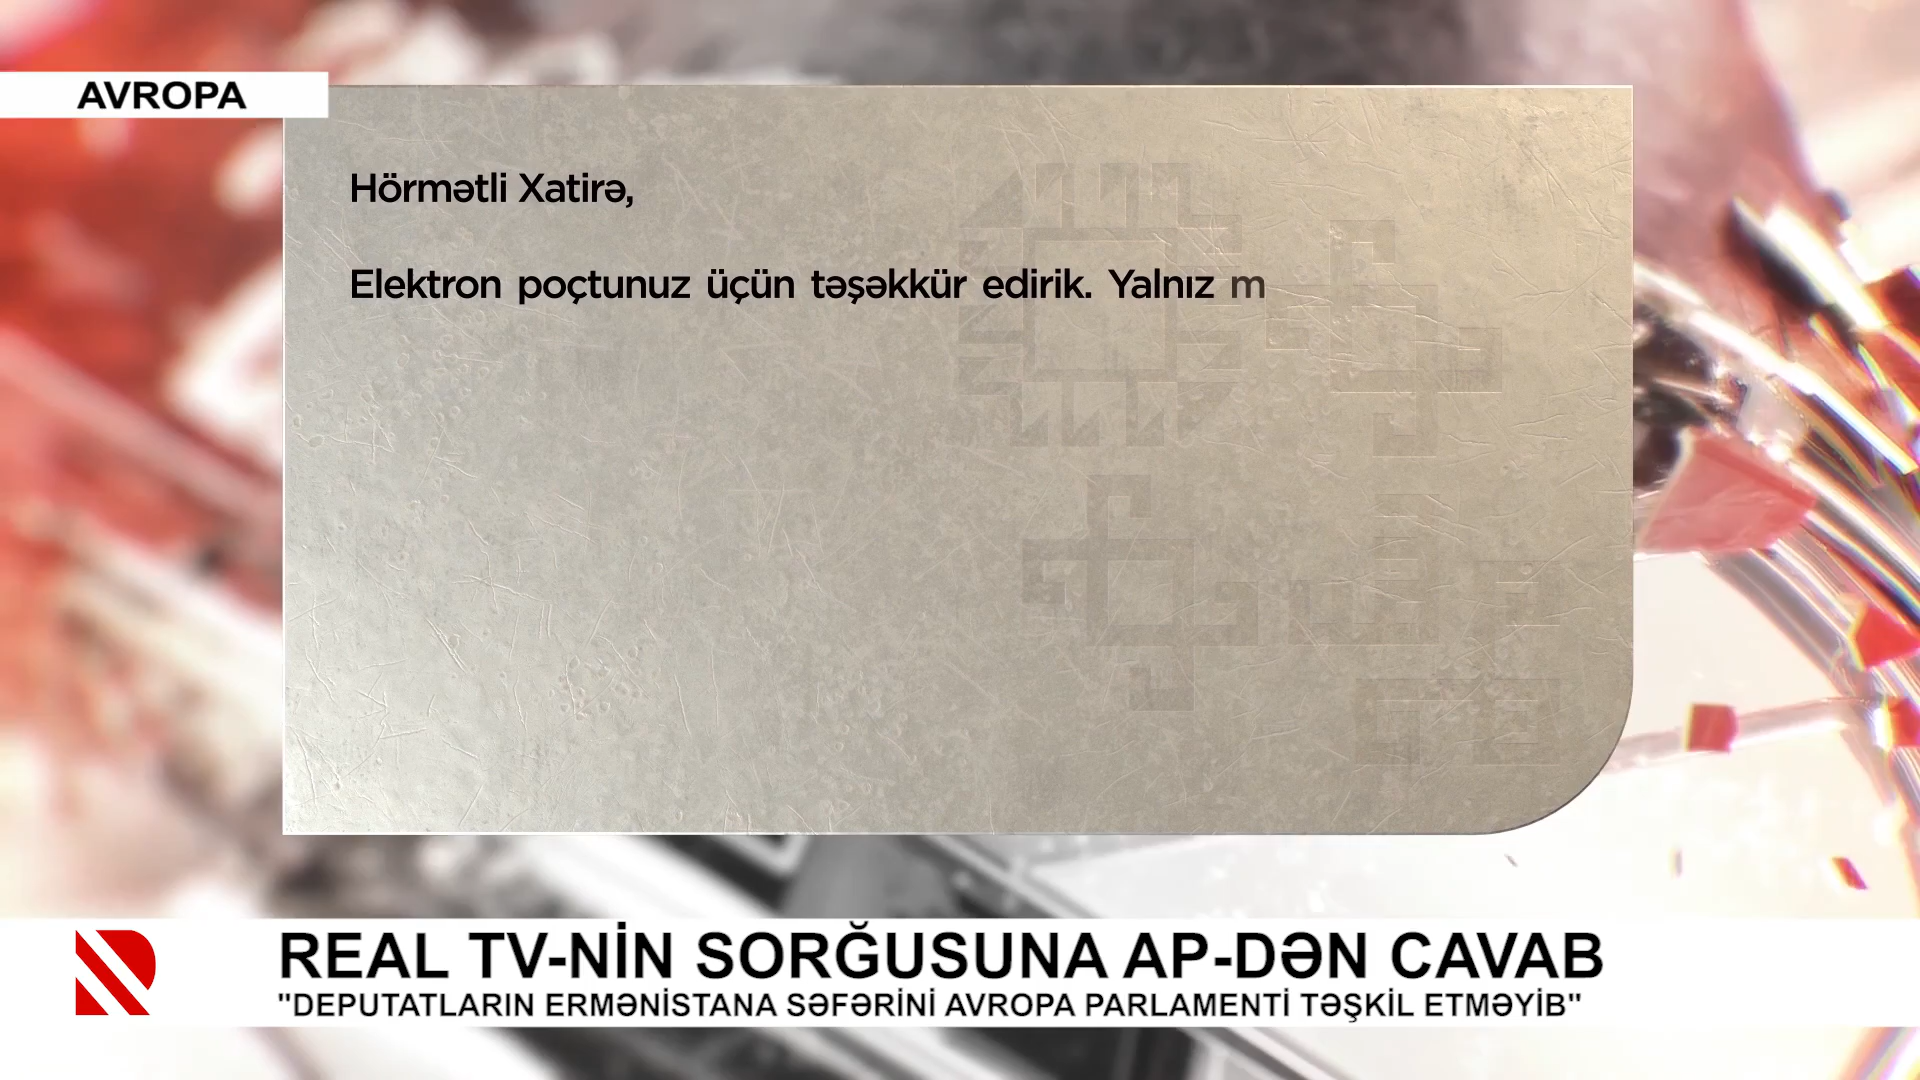 AVROPA
Hörmətli Xatirə,
Elektron poçtunuz üçün təşəkkür edirik. Yalnız m
REAL TV-NİN SORĞUSUNA AP-DƏN CAVAB
"DEPUTATLARIN ERMƏNİSTANA SƏFƏRİNİ AVROPA PARLAMENTİ TƏŞKİL ETMƏYİB"